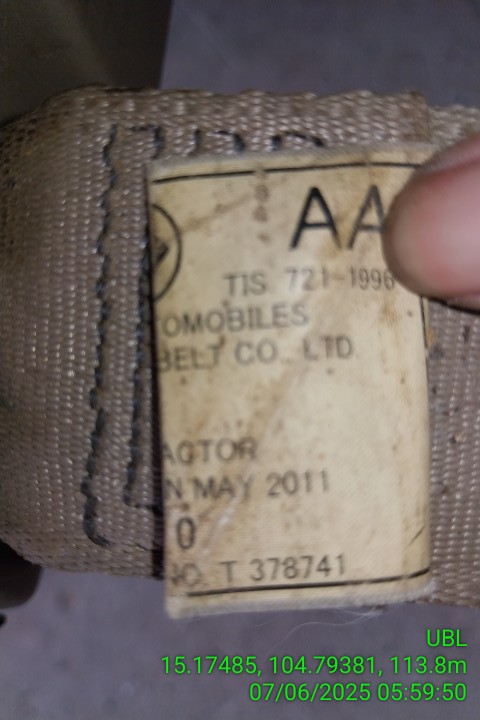 AA
TIS 721-1996
OMOBILES
BELT CO., LTD.
ACTOR
N MAY 2011
0
NO. T 378741
UBL
15.17485, 104.79381, 113.8m
07/06/2025 05:59:50